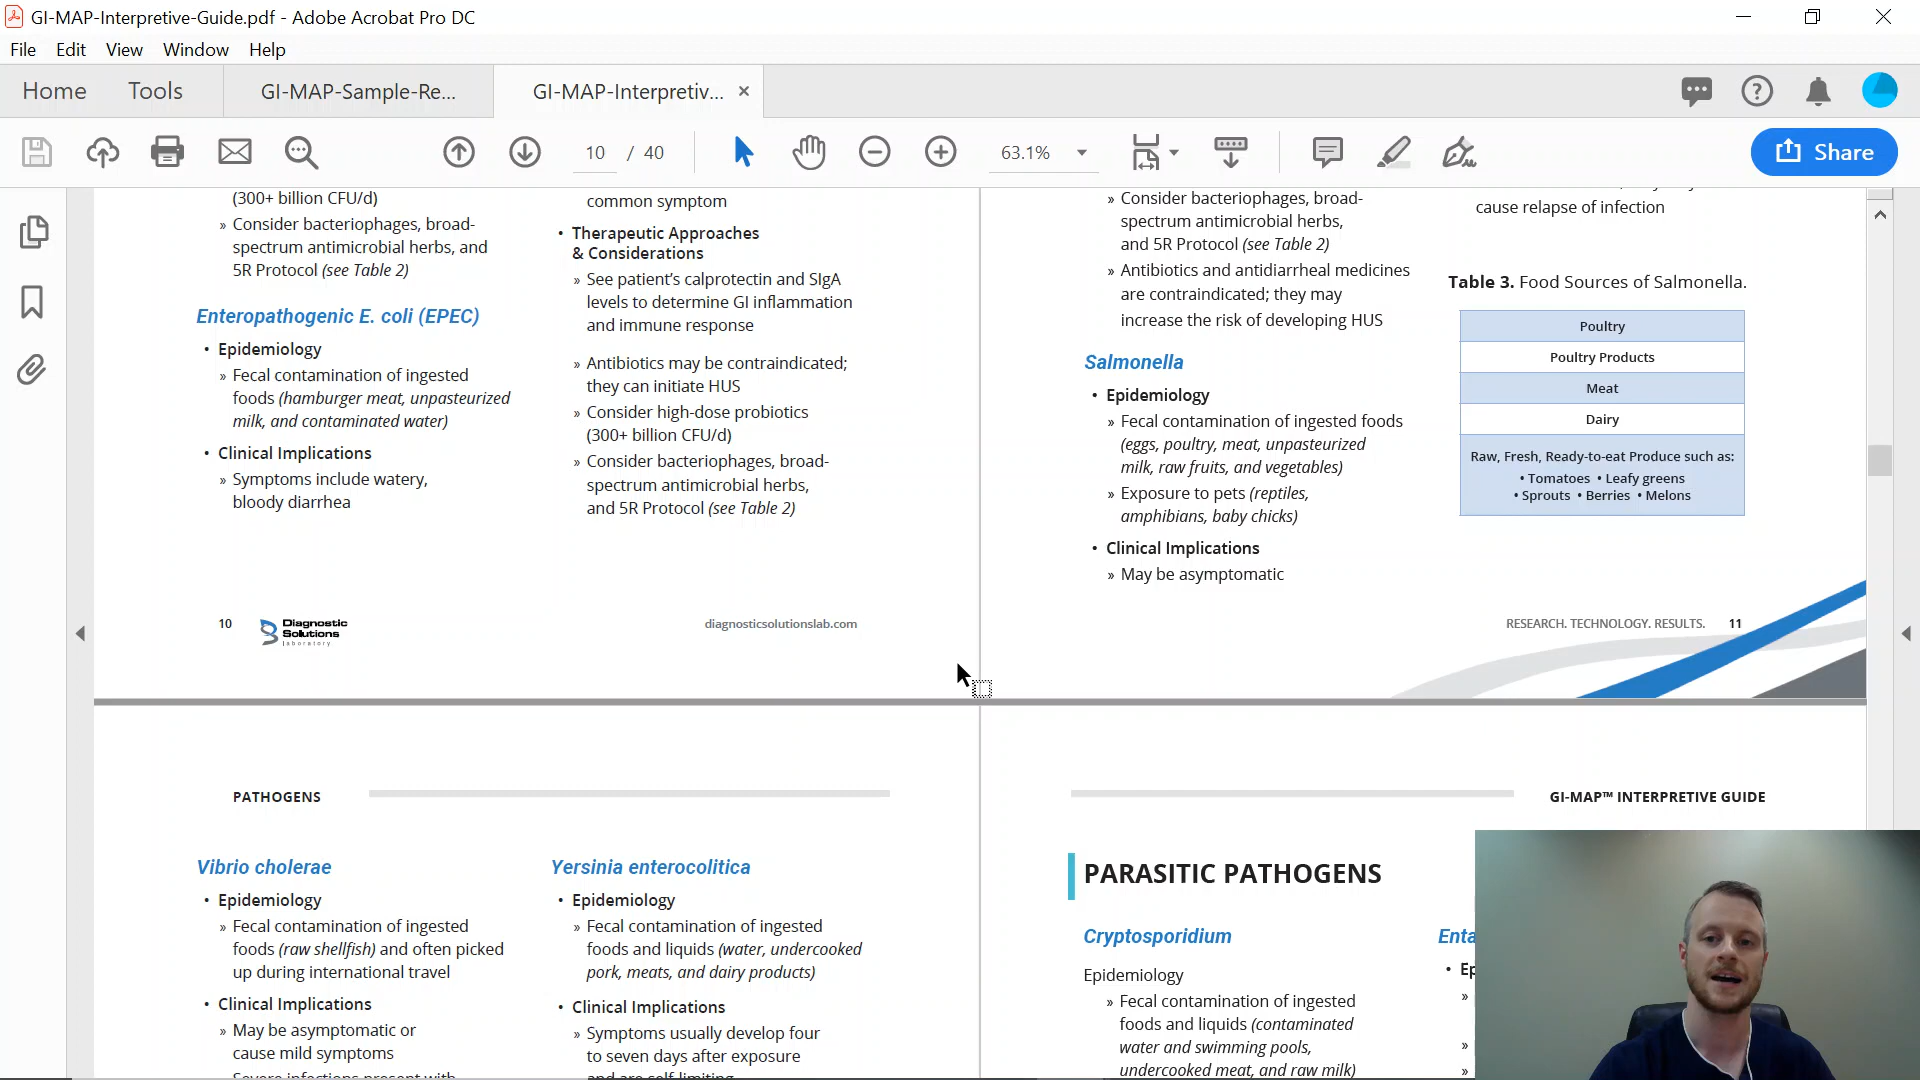 GI-MAP-Interpretive-Guide.pdf - Adobe Acrobat Pro DC
File Edit View Window Help
Home Tools GI-MAP-Sample-Re... GI-MAP-Interpretiv... ×
10 / 40 63.1% Share
(300+ billion CFU/d)
» Consider bacteriophages, broad-
spectrum antimicrobial herbs, and
5R Protocol (see Table 2)
Enteropathogenic E. coli (EPEC)
• Epidemiology
» Fecal contamination of ingested
foods (hamburger meat, unpasteurized
milk, and contaminated water)
• Clinical Implications
» Symptoms include watery,
bloody diarrhea
common symptom
• Therapeutic Approaches
& Considerations
» See patient's calprotectin and SIgA
levels to determine GI inflammation
and immune response
» Antibiotics may be contraindicated;
they can initiate HUS
» Consider high-dose probiotics
(300+ billion CFU/d)
» Consider bacteriophages, broad-
spectrum antimicrobial herbs,
and 5R Protocol (see Table 2)
10 Diagnostic
Solutions
laboratory
diagnosticsolutionslab.com
» Consider bacteriophages, broad-
spectrum antimicrobial herbs,
and 5R Protocol (see Table 2)
» Antibiotics and antidiarrheal medicines
are contraindicated; they may
increase the risk of developing HUS
Salmonella
• Epidemiology
» Fecal contamination of ingested foods
(eggs, poultry, meat, unpasteurized
milk, raw fruits, and vegetables)
» Exposure to pets (reptiles,
amphibians, baby chicks)
• Clinical Implications
» May be asymptomatic
cause relapse of infection
Table 3. Food Sources of Salmonella.
Poultry
Poultry Products
Meat
Dairy
Raw, Fresh, Ready-to-eat Produce such as:
• Tomatoes • Leafy greens
• Sprouts • Berries • Melons
RESEARCH. TECHNOLOGY. RESULTS. 11
PATHOGENS
Vibrio cholerae
• Epidemiology
» Fecal contamination of ingested
foods (raw shellfish) and often picked
up during international travel
• Clinical Implications
» May be asymptomatic or
cause mild symptoms
Severe infections present with
Yersinia enterocolitica
• Epidemiology
» Fecal contamination of ingested
foods and liquids (water, undercooked
pork, meats, and dairy products)
• Clinical Implications
» Symptoms usually develop four
to seven days after exposure
and are self-limiting
GI-MAP™ INTERPRETIVE GUIDE
PARASITIC PATHOGENS
Cryptosporidium
Epidemiology
» Fecal contamination of ingested
foods and liquids (contaminated
water and swimming pools,
undercooked meat, and raw milk)
Enta
• Ep
»
»
»